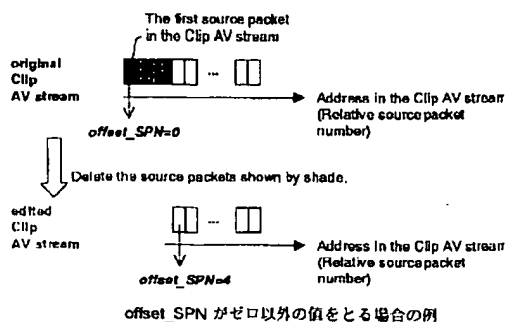 The first source packet
in the Clip AV stream
original
Clip
AV stream
...
Address in the Clip AV stream
(Relative source packet
number)
offset_SPN=0
Delete the source packets shown by shade.
edited
Clip
AV stream
...
Address in the Clip AV stream
(Relative source packet
number)
offset_SPN=4
offset_SPN がゼロ以外の値をとる場合の例